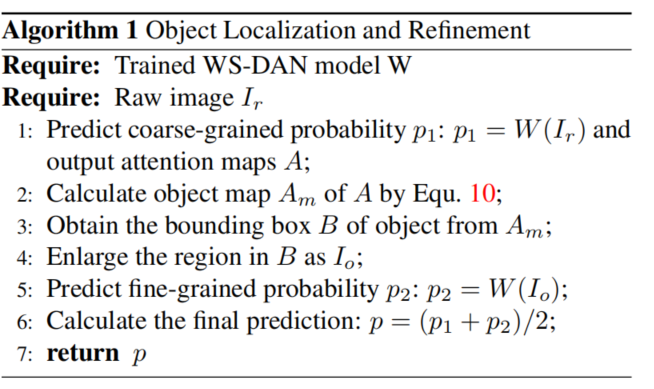 Algorithm 1 Object Localization and Refinement
Require: Trained WS-DAN model W
Require: Raw image I_r
1: Predict coarse-grained probability p_1: p_1 = W(I_r) and
output attention maps A;
2: Calculate object map A_m of A by Equ. 10;
3: Obtain the bounding box B of object from A_m;
4: Enlarge the region in B as I_o;
5: Predict fine-grained probability p_2: p_2 = W(I_o);
6: Calculate the final prediction: p = (p_1 + p_2)/2;
7: return p